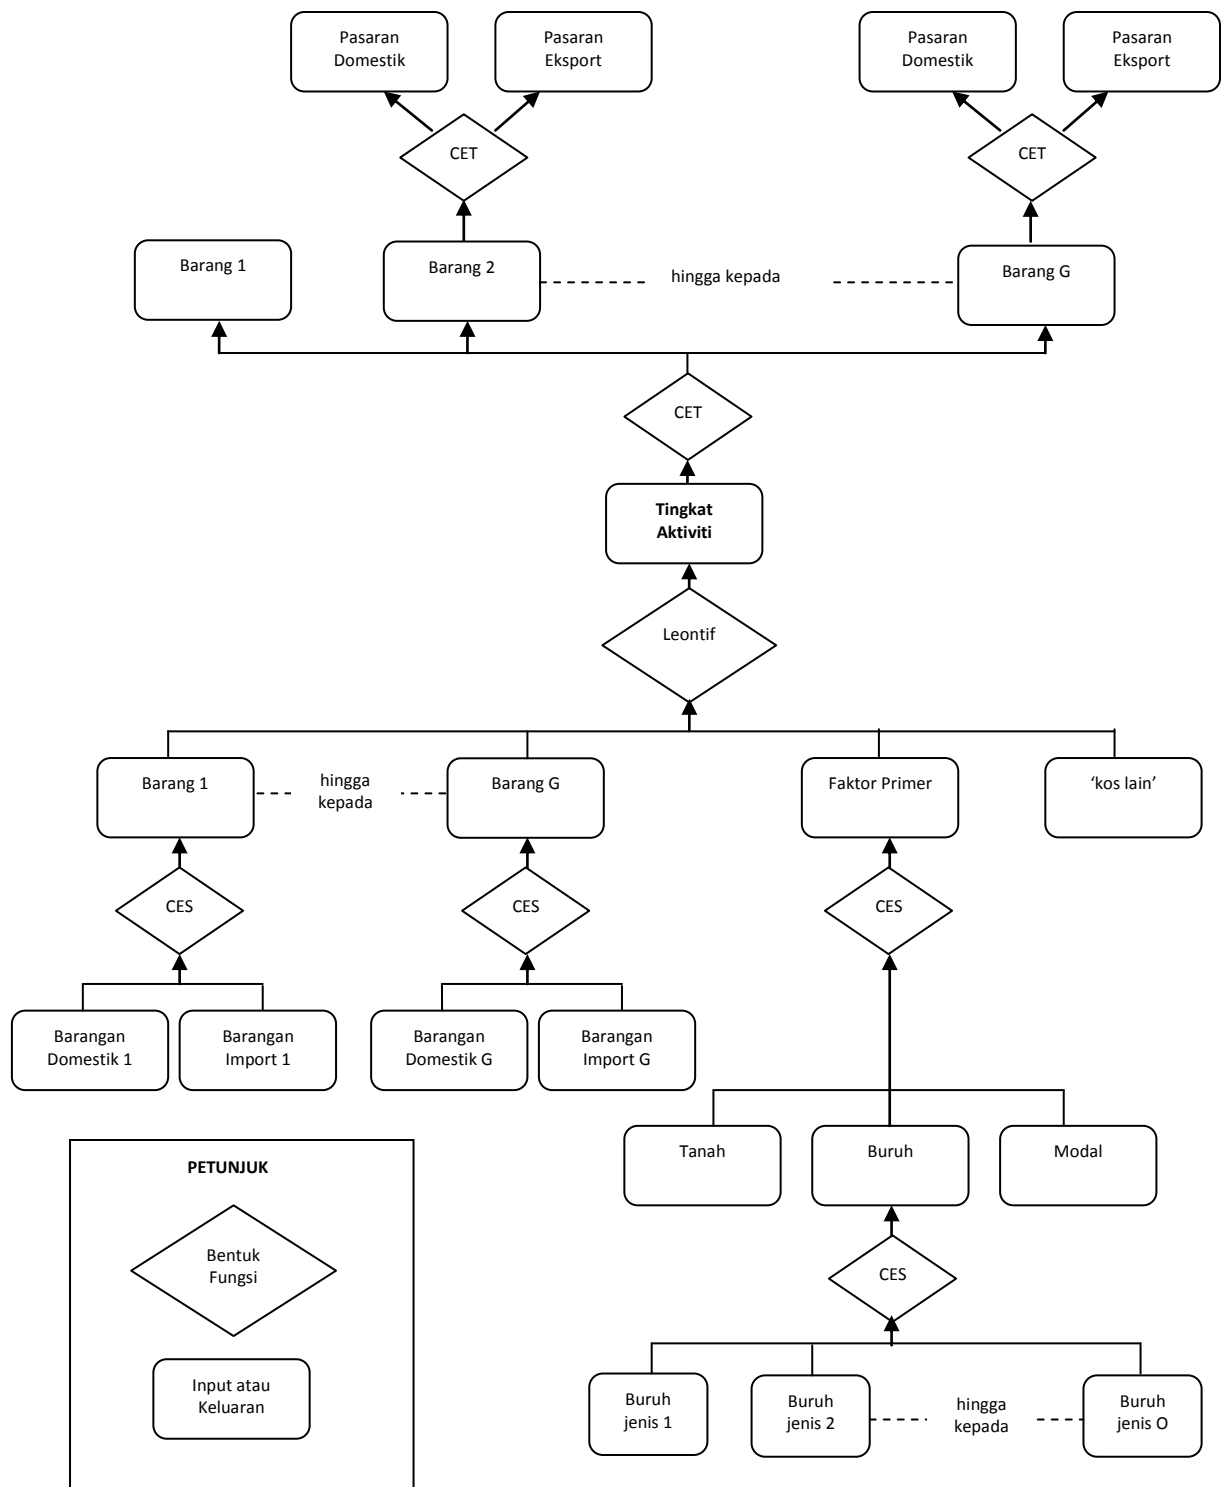 Pasaran
Domestik
Pasaran
Eksport
Pasaran
Domestik
Pasaran
Eksport
CET
CET
Barang 1
Barang 2
hingga kepada
Barang G
CET
Tingkat
Aktiviti
Leontif
Barang 1
hingga
kepada
Barang G
Faktor Primer
‘kos lain’
CES
CES
CES
Barangan
Domestik 1
Barangan
Import 1
Barangan
Domestik G
Barangan
Import G
Tanah
Buruh
Modal
PETUNJUK
Bentuk
Fungsi
Input atau
Keluaran
CES
Buruh
jenis 1
Buruh
jenis 2
hingga
kepada
Buruh
jenis O